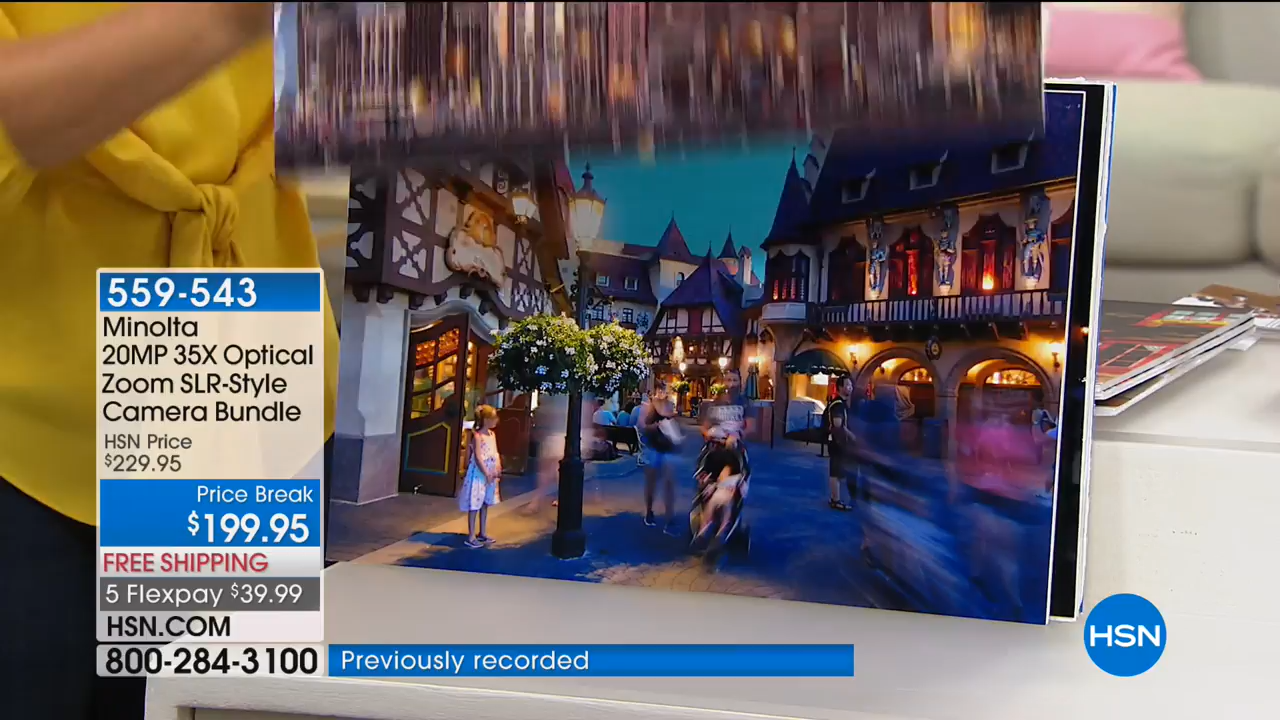 559-543
Minolta
20MP 35X Optical
Zoom SLR-Style
Camera Bundle
HSN Price
$229.95
Price Break
$199.95
FREE SHIPPING
5 Flexpay $39.99
HSN.COM
800-284-3100
Previously recorded
HSN